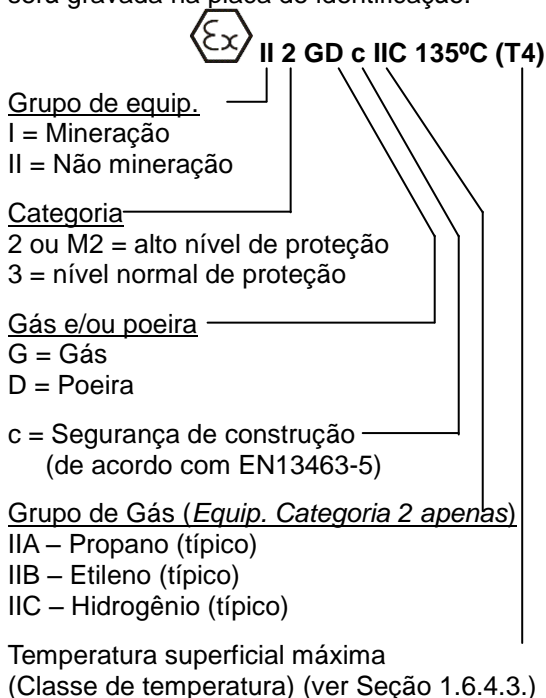 será gravada na placa de identificação.
Ex II 2 GD c IIC 135ºC (T4)
Grupo de equip.
I = Mineração
II = Não mineração
Categoria
2 ou M2 = alto nível de proteção
3 = nível normal de proteção
Gás e/ou poeira
G = Gás
D = Poeira
c = Segurança de construção
(de acordo com EN13463-5)
Grupo de Gás (Equip. Categoria 2 apenas)
IIA – Propano (típico)
IIB – Etileno (típico)
IIC – Hidrogênio (típico)
Temperatura superficial máxima
(Classe de temperatura) (ver Seção 1.6.4.3.)